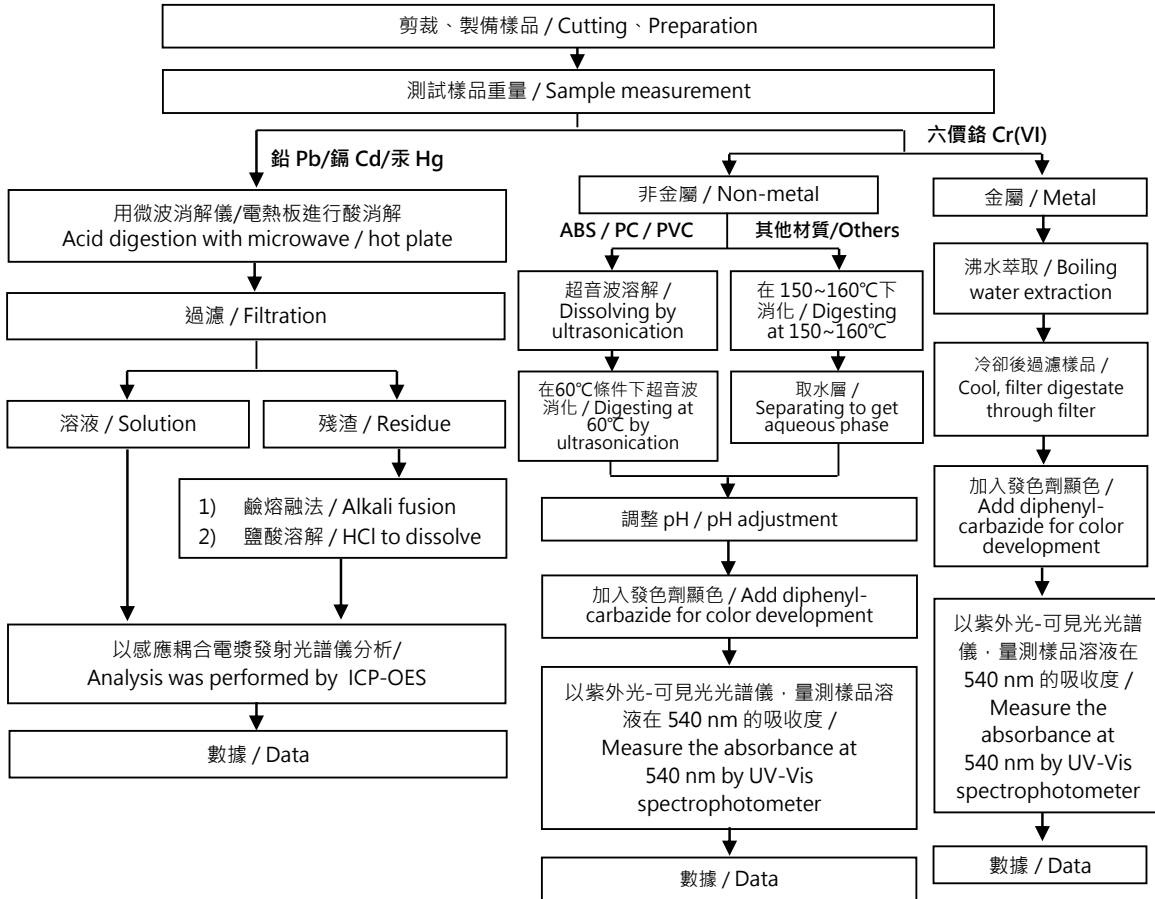 剪裁、製備樣品 / Cutting、Preparation
測試樣品重量 / Sample measurement
鉛 Pb/鎘 Cd/汞 Hg
六價鉻 Cr(VI)
用微波消解儀/電熱板進行酸消解
Acid digestion with microwave / hot plate
過濾 / Filtration
溶液 / Solution
殘渣 / Residue
1) 鹼熔融法 / Alkali fusion
2) 鹽酸溶解 / HCl to dissolve
以感應耦合電漿發射光譜儀分析/
Analysis was performed by ICP-OES
數據 / Data
非金屬 / Non-metal
ABS / PC / PVC
其他材質/Others
超音波溶解 /
Dissolving by
ultrasonication
在60℃條件下超音波
消化 / Digesting at
60℃ by
ultrasonication
在 150~160℃下
消化 / Digesting
at 150~160℃
取水層 /
Separating to get
aqueous phase
調整 pH / pH adjustment
加入發色劑顯色 / Add diphenyl-
carbazide for color development
以紫外光-可見光光譜儀，量測樣品溶
液在 540 nm 的吸收度 /
Measure the absorbance at
540 nm by UV-Vis
spectrophotometer
數據 / Data
金屬 / Metal
沸水萃取 / Boiling
water extraction
冷卻後過濾樣品 /
Cool, filter digestate
through filter
加入發色劑顯色 /
Add diphenyl-
carbazide for color
development
以紫外光-可見光光譜
儀，量測樣品溶液在
540 nm 的吸收度 /
Measure the
absorbance at
540 nm by UV-Vis
spectrophotometer
數據 / Data